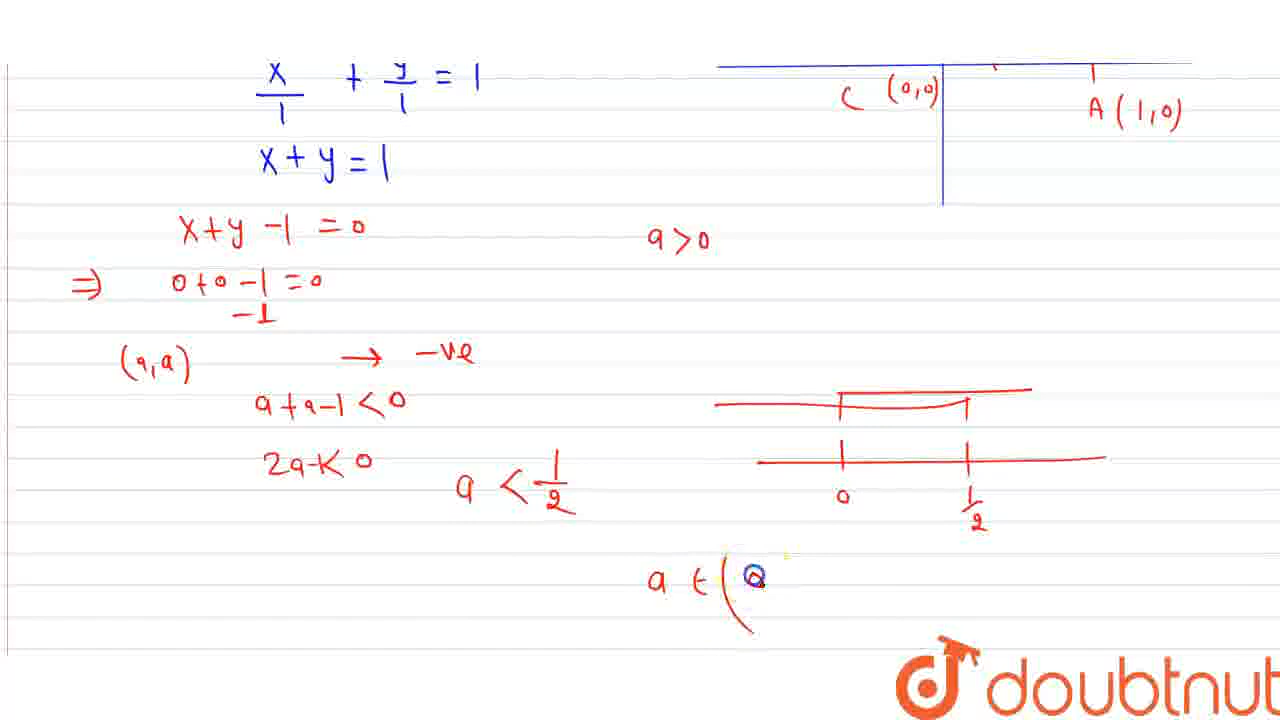 x/1 + y/1 = 1
C (0,0)
A (1,0)
x + y = 1
x + y - 1 = 0
a > 0
⇒ 0 + 0 - 1 = 0
-1
(a, a) → -ve
a + a - 1 < 0
2a - 1 < 0
a < 1/2
0 1/2
a ∈ (0
doubtnut